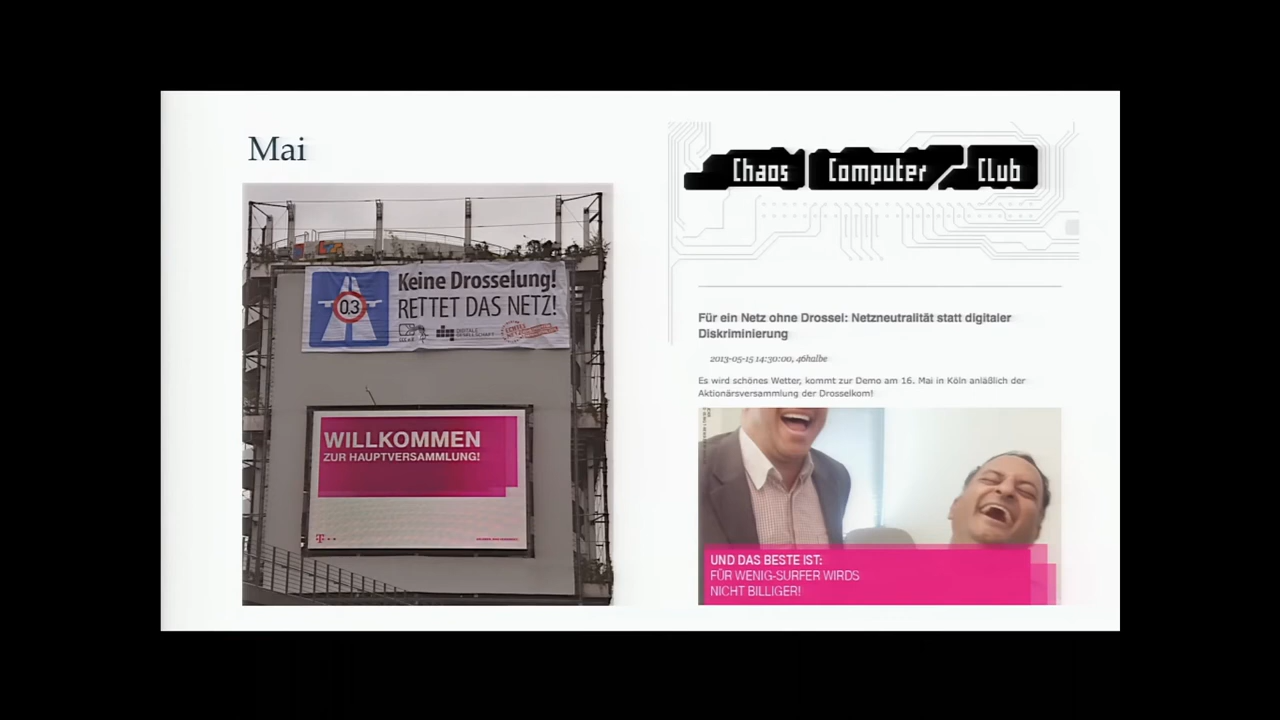 Mai
0,3
Keine Drosselung!
RETTET DAS NETZ!
DIGITALE
GESELLSCHAFT
WILLKOMMEN
ZUR HAUPTVERSAMMLUNG!
T
Chaos Computer Club
Für ein Netz ohne Drossel: Netzneutralität statt digitaler
Diskriminierung
2013-05-15 14:30:00, 46halbe
Es wird schönes Wetter, kommt zur Demo am 16. Mai in Köln anläßlich der
Aktionärsversammlung der Drosselkom!
UND DAS BESTE IST:
FÜR WENIG-SURFER WIRDS
NICHT BILLIGER!